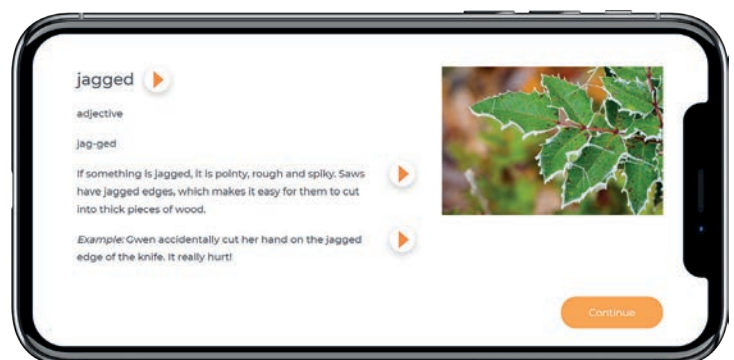 jagged
adjective
jag-ged
If something is jagged, it is pointy, rough and spiky. Saws
have jagged edges, which makes it easy for them to cut
into thick pieces of wood.
Example: Gwen accidentally cut her hand on the jagged
edge of the knife. It really hurt!
Continue